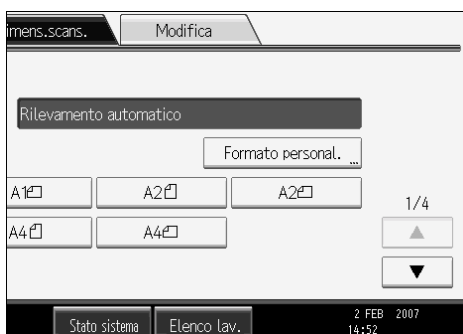 imens.scans. Modifica
Rilevamento automatico
Formato personal. ...
A1 A2 A2
1/4
A4 A4
Stato sistema Elenco lav. 2 FEB 2007
14:52